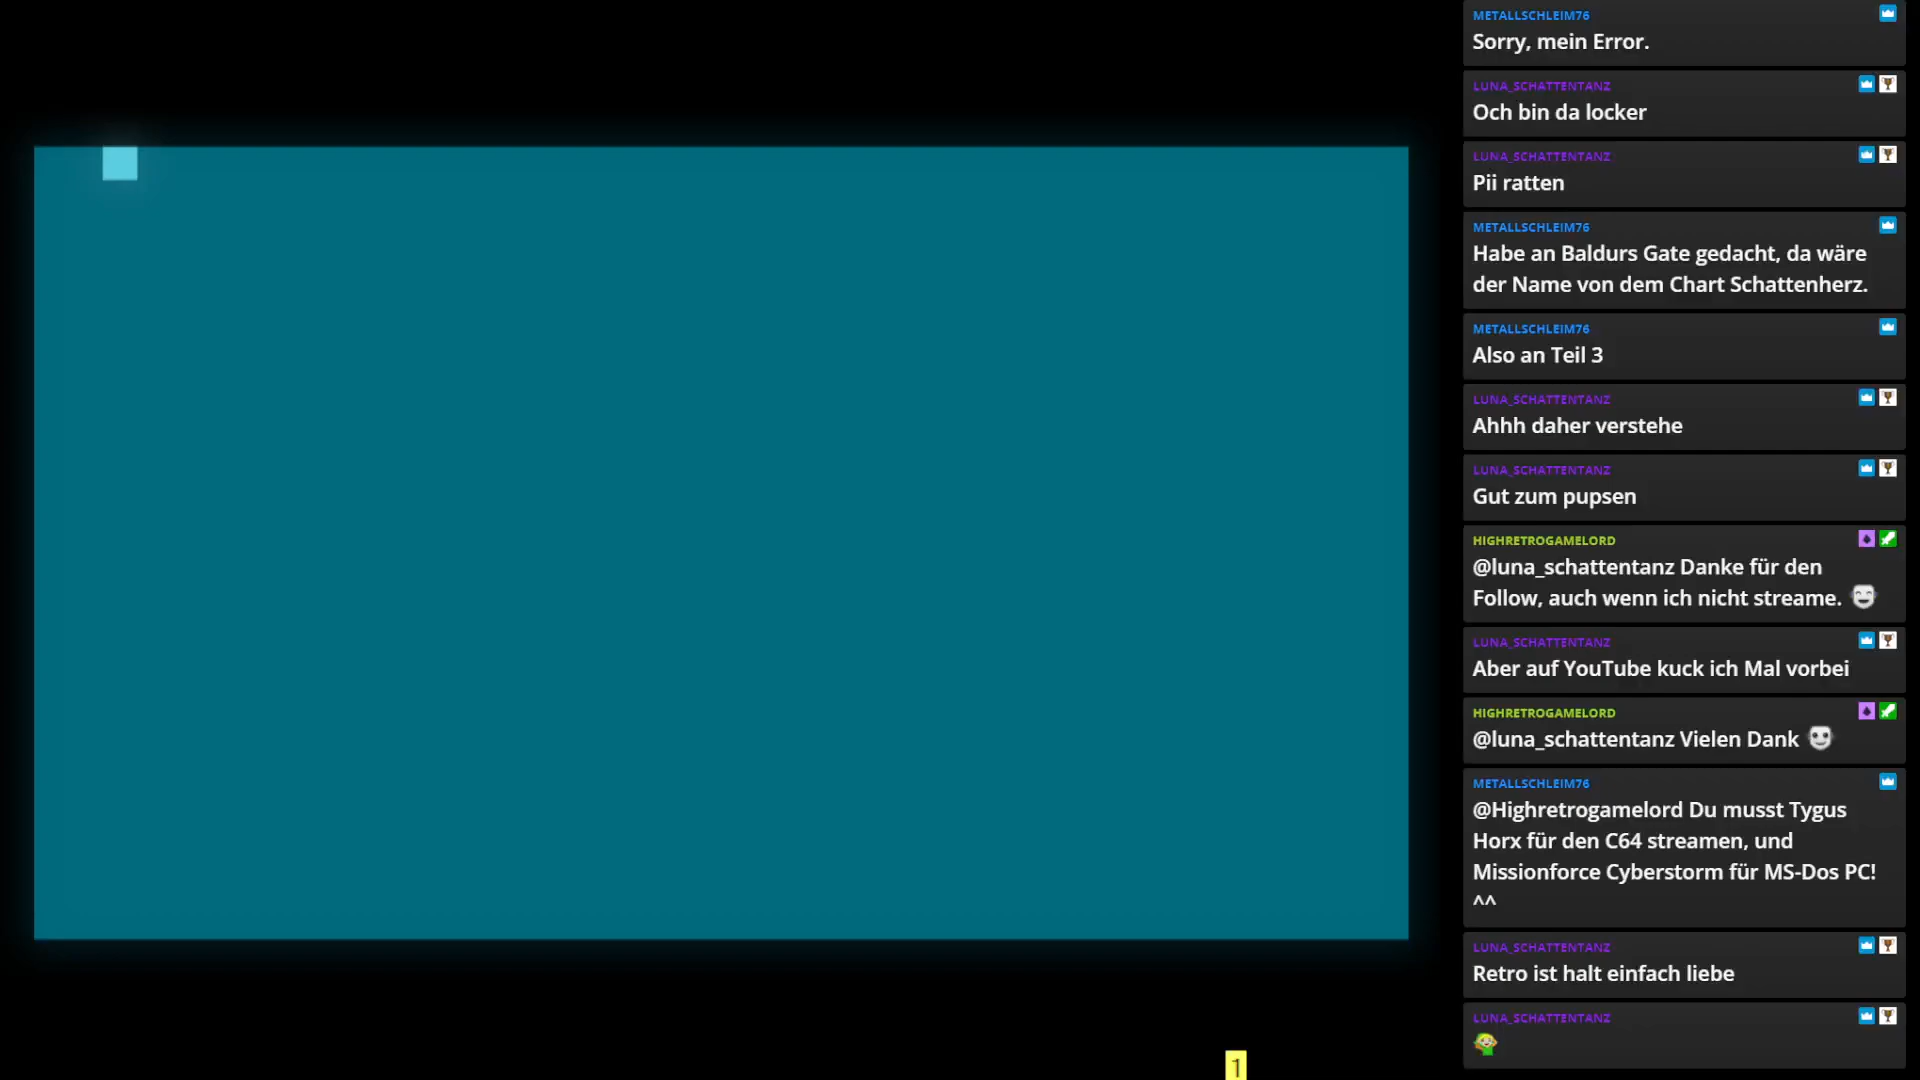 METALLSCHLEIM76
Sorry, mein Error.
LUNA_SCHATTENTANZ
Och bin da locker
LUNA_SCHATTENTANZ
Pii ratten
METALLSCHLEIM76
Habe an Baldurs Gate gedacht, da wäre
der Name von dem Chart Schattenherz.
METALLSCHLEIM76
Also an Teil 3
LUNA_SCHATTENTANZ
Ahhh daher verstehe
LUNA_SCHATTENTANZ
Gut zum pupsen
HIGHRETROGAMELORD
@luna_schattentanz Danke für den
Follow, auch wenn ich nicht streame.
LUNA_SCHATTENTANZ
Aber auf YouTube kuck ich Mal vorbei
HIGHRETROGAMELORD
@luna_schattentanz Vielen Dank
METALLSCHLEIM76
@Highretrogamelord Du musst Tygus
Horx für den C64 streamen, und
Missionforce Cyberstorm für MS-Dos PC!
^^
LUNA_SCHATTENTANZ
Retro ist halt einfach liebe
LUNA_SCHATTENTANZ
1